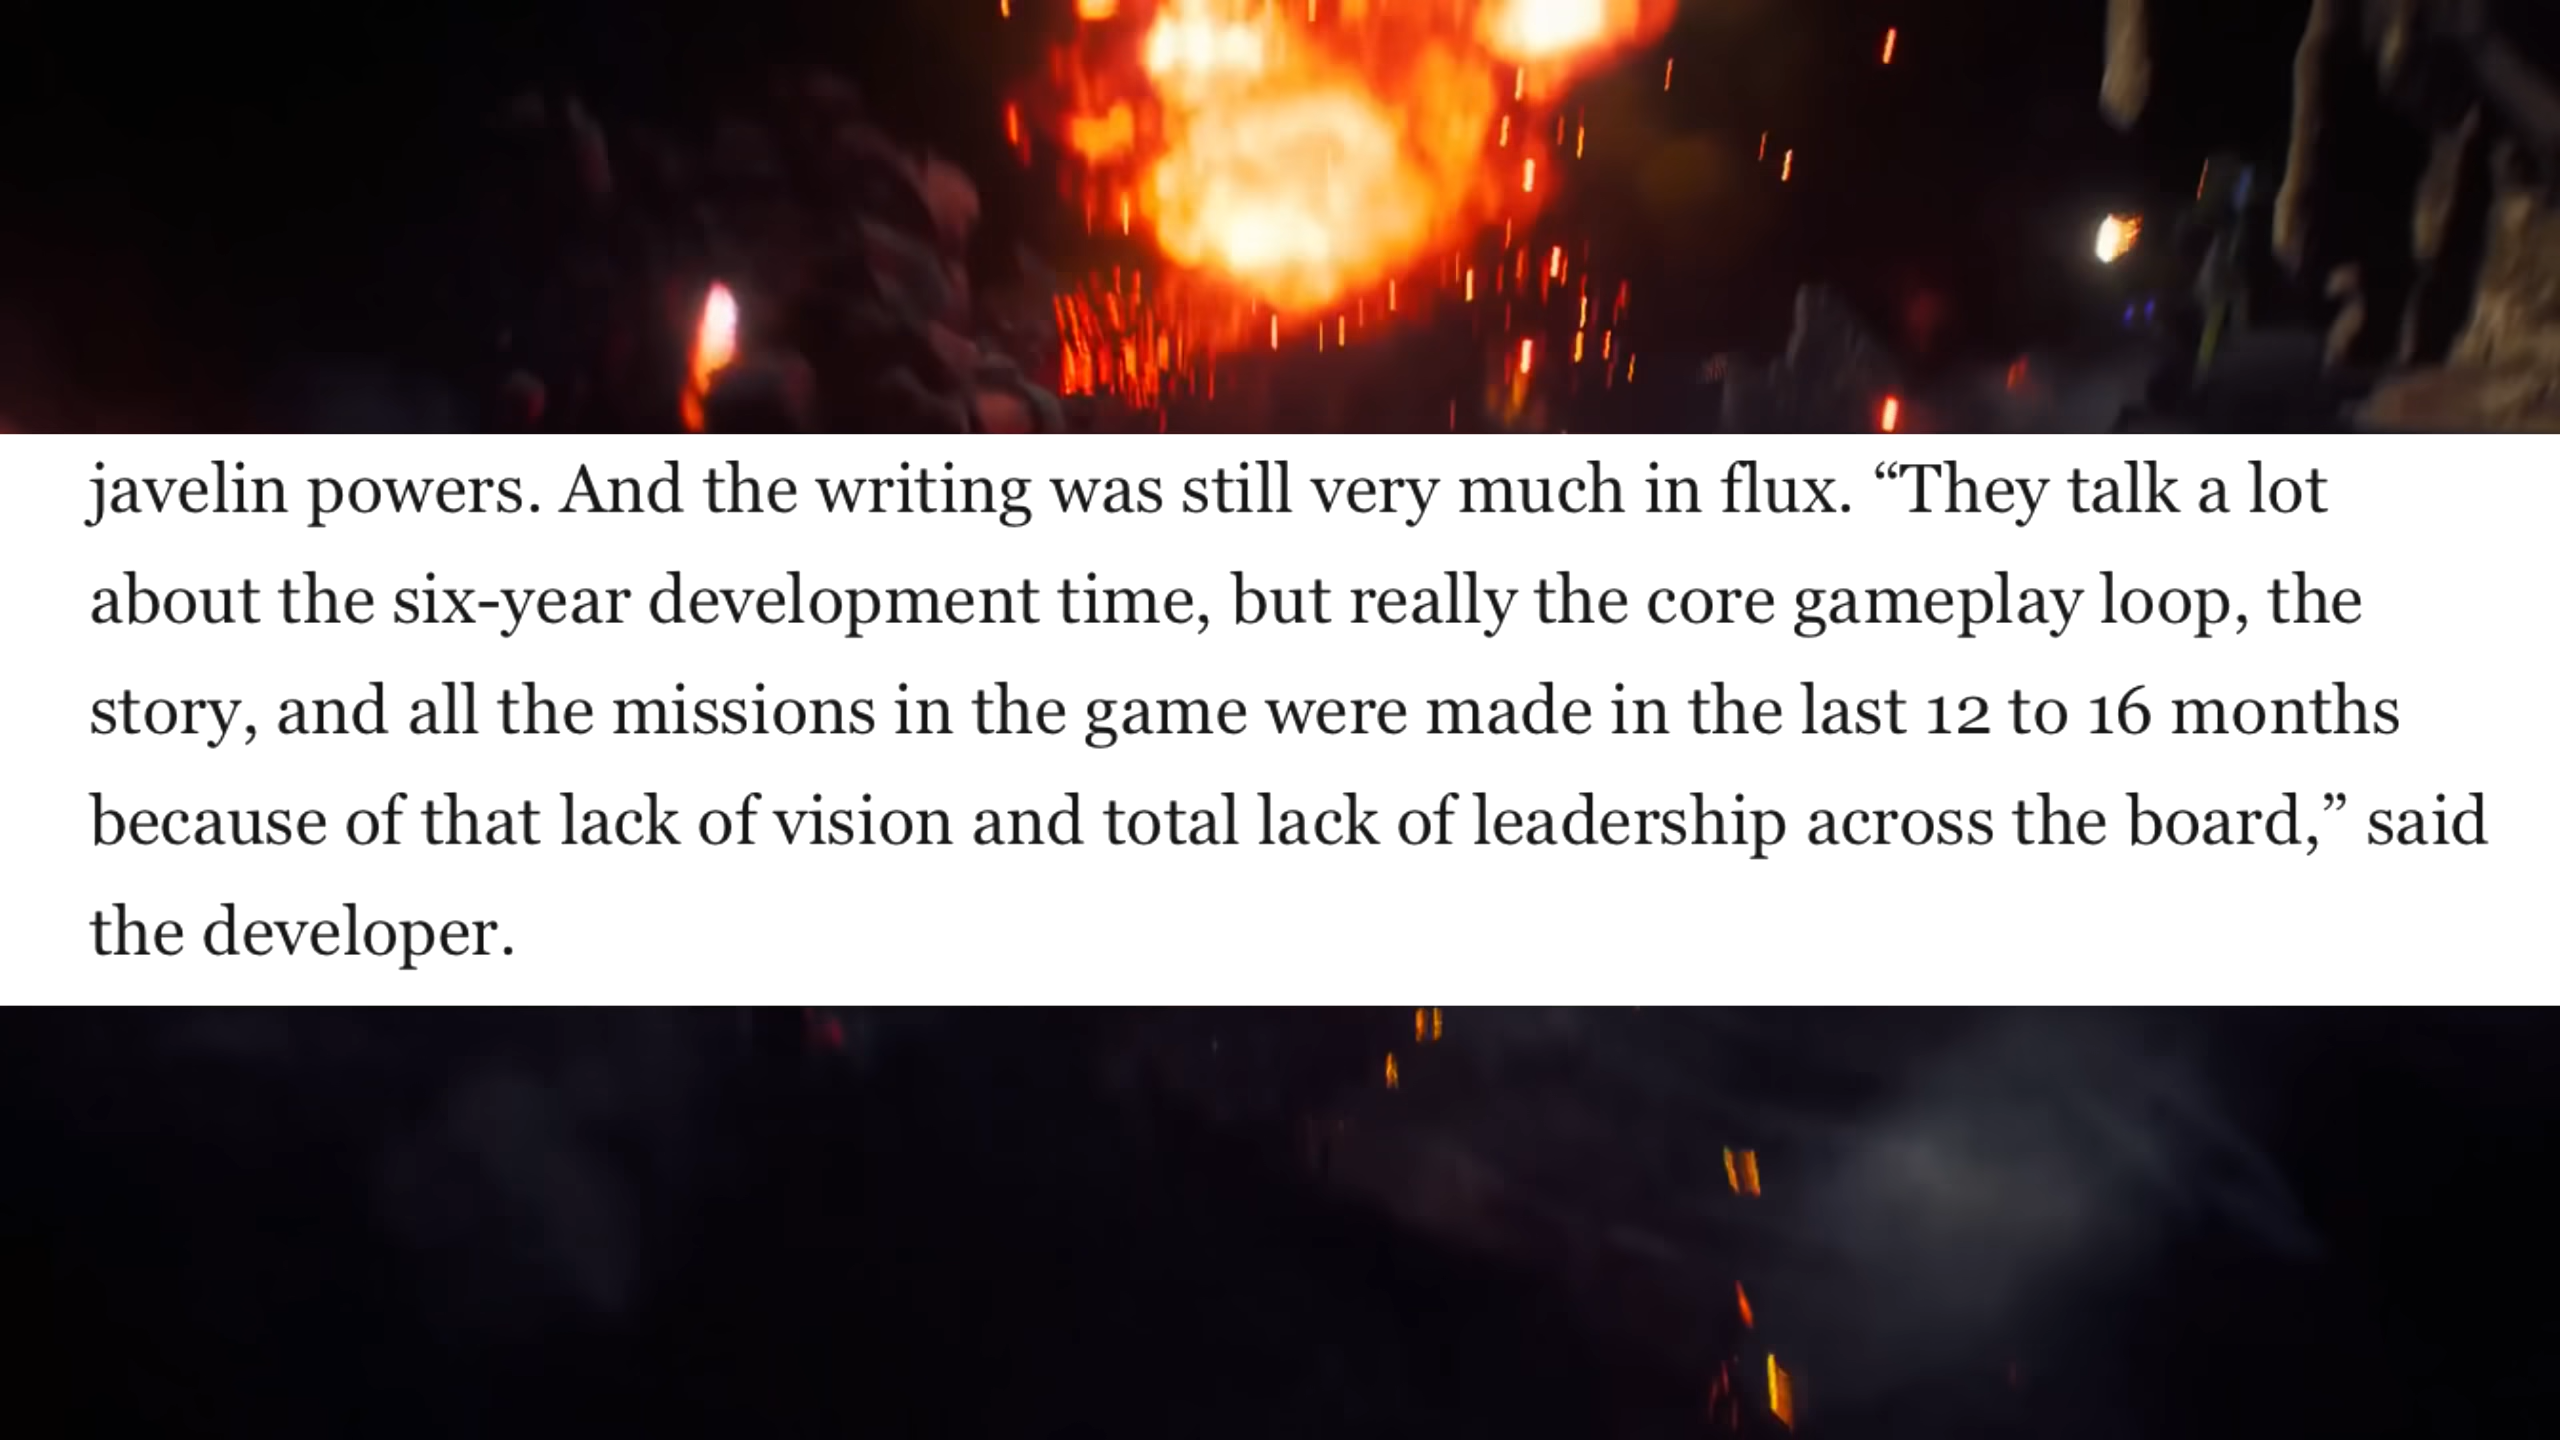 javelin powers. And the writing was still very much in flux. “They talk a lot
about the six-year development time, but really the core gameplay loop, the
story, and all the missions in the game were made in the last 12 to 16 months
because of that lack of vision and total lack of leadership across the board,” said
the developer.